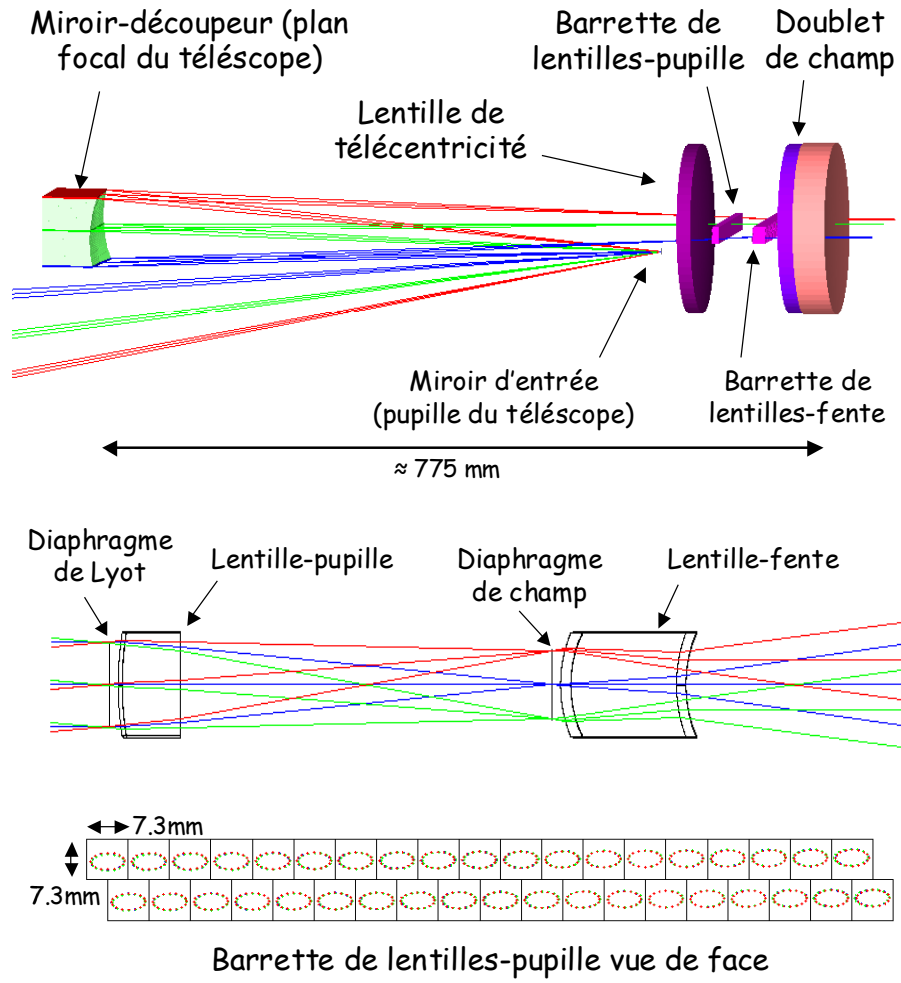 Miroir-découpeur (plan
focal du téléscope)
Barrette de
lentilles-pupille
Doublet
de champ
Lentille de
télécentricité
Miroir d'entrée
(pupille du téléscope)
Barrette de
lentilles-fente
≈ 775 mm
Diaphragme
de Lyot
Lentille-pupille
Diaphragme
de champ
Lentille-fente
7.3mm
7.3mm
Barrette de lentilles-pupille vue de face